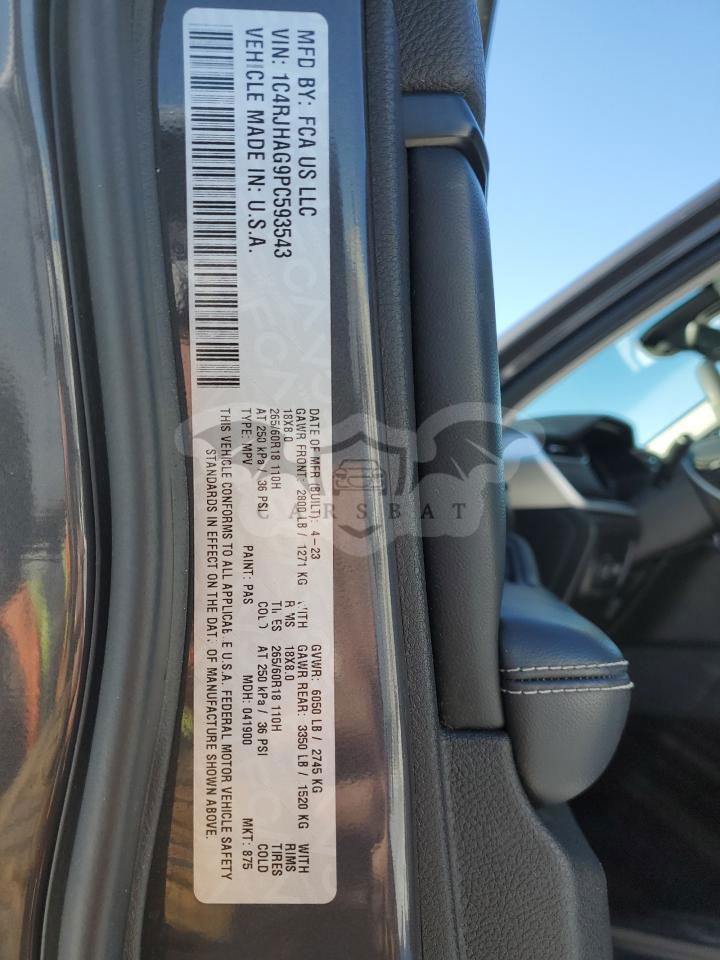 MFD BY: FCA US LLC
VIN: 1C4RJHAG9PC593543
VEHICLE MADE IN: U.S.A.
DATE OF MFR (BUILT): 4-23 GVWR: 6050 LB / 2745 KG
GAWR FRONT: 2800 LB / 1271 KG WITH GAWR REAR: 3350 LB / 1520 KG WITH
18X8.0 RIMS 18X8.0 RIMS
265/60R18 110H TIRES 265/60R18 110H TIRES
AT 250 kPa / 36 PSI COLD AT 250 kPa / 36 PSI COLD
TYPE: MPV PAINT: PAS MDH: 041900 MKT: 875
THIS VEHICLE CONFORMS TO ALL APPLICABLE U.S.A. FEDERAL MOTOR VEHICLE SAFETY
STANDARDS IN EFFECT ON THE DATE OF MANUFACTURE SHOWN ABOVE.
CARSBAT